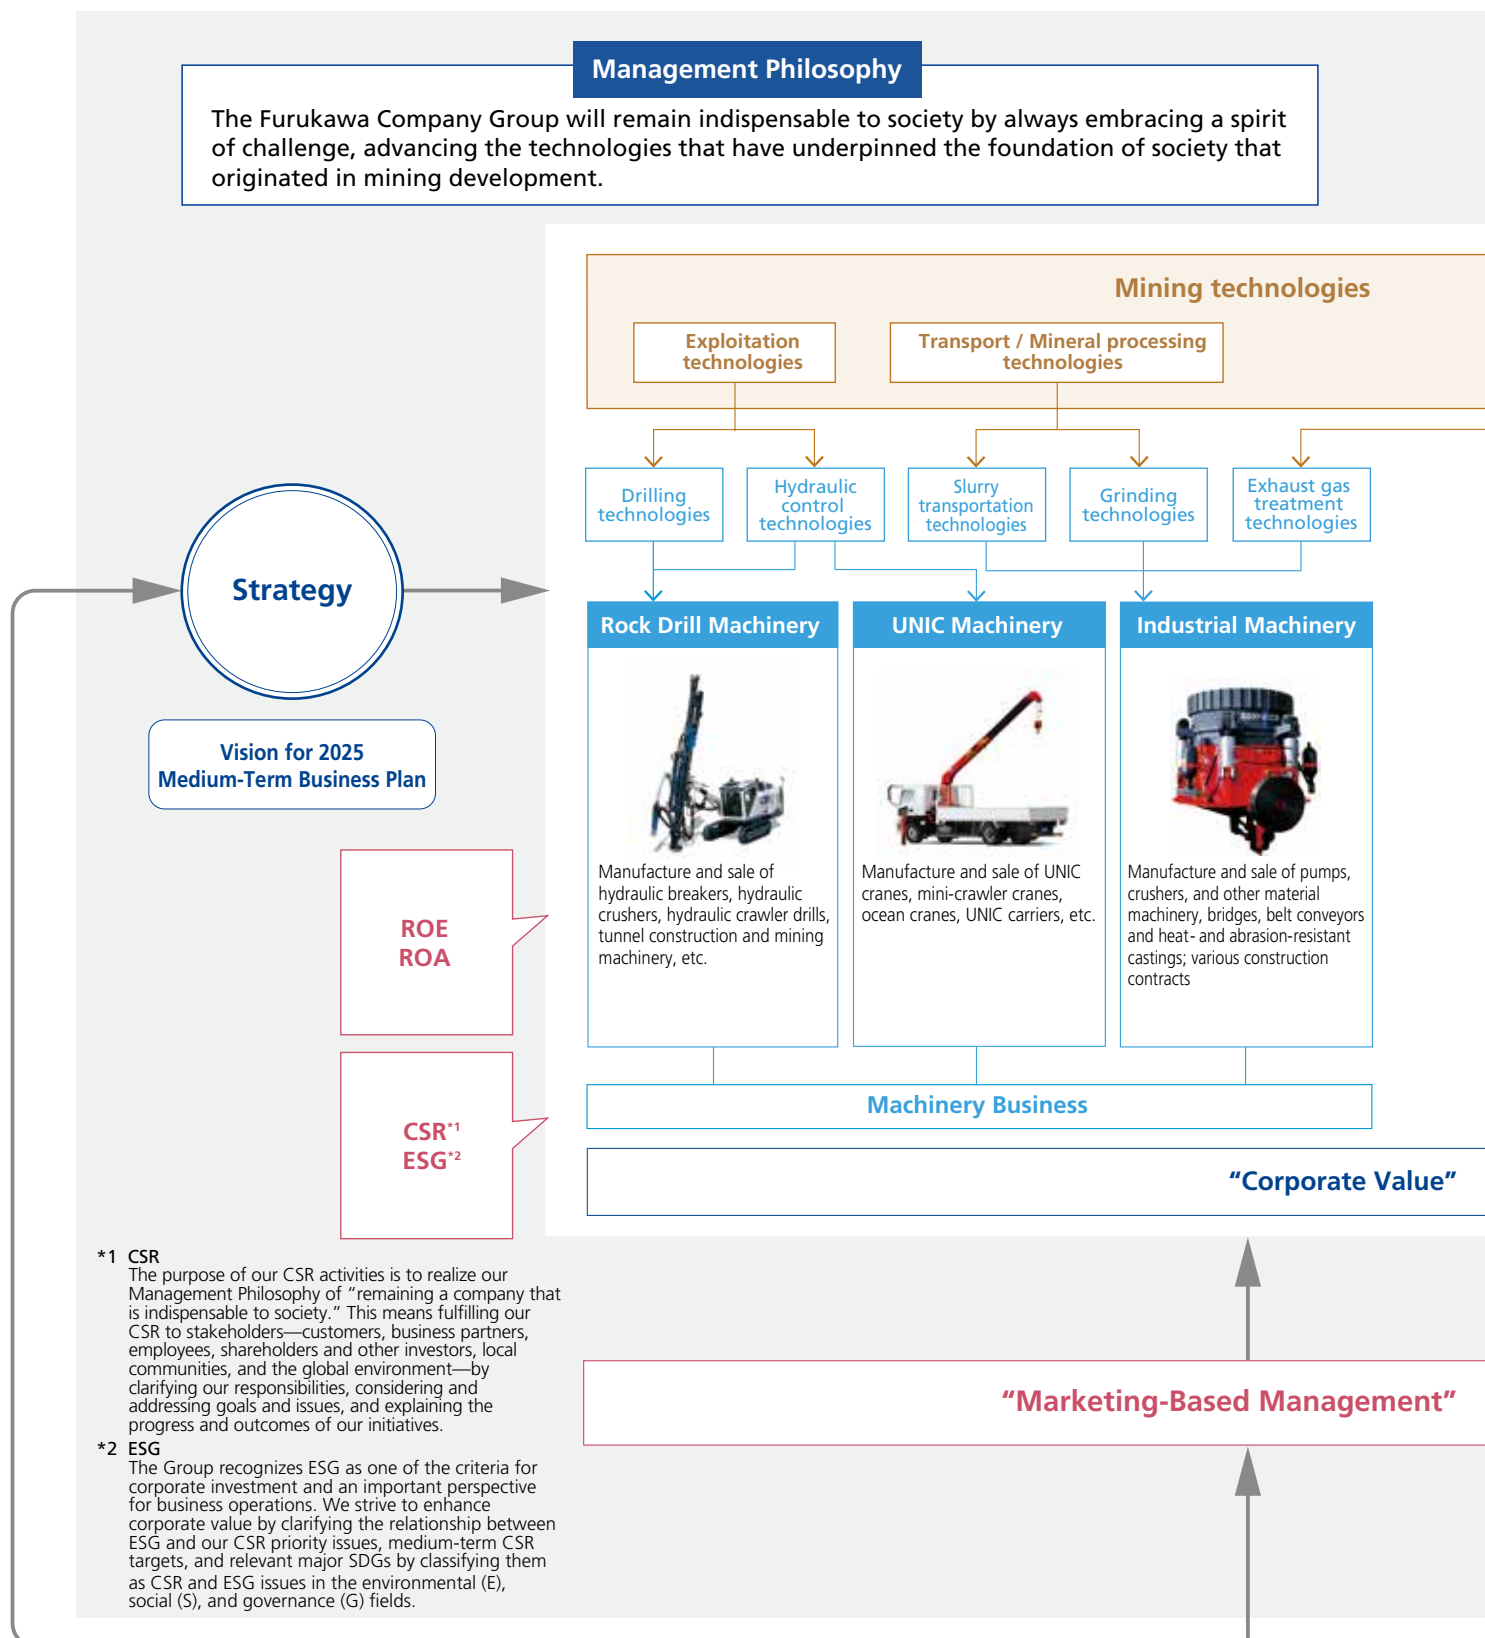 Management Philosophy
The Furukawa Company Group will remain indispensable to society by always embracing a spirit
of challenge, advancing the technologies that have underpinned the foundation of society that
originated in mining development.
Mining technologies
Exploitation
technologies
Transport / Mineral processing
technologies
Drilling
technologies
Hydraulic
control
technologies
Slurry
transportation
technologies
Grinding
technologies
Exhaust gas
treatment
technologies
Strategy
Vision for 2025
Medium-Term Business Plan
Rock Drill Machinery
Manufacture and sale of
hydraulic breakers, hydraulic
crushers, hydraulic crawler drills,
tunnel construction and mining
machinery, etc.
UNIC Machinery
Manufacture and sale of UNIC
cranes, mini-crawler cranes,
ocean cranes, UNIC carriers, etc.
Industrial Machinery
Manufacture and sale of pumps,
crushers, and other material
machinery, bridges, belt conveyors
and heat- and abrasion-resistant
castings; various construction
contracts
ROE
ROA
CSR*1
ESG*2
Machinery Business
“Corporate Value”
“Marketing-Based Management”
*1 CSR
The purpose of our CSR activities is to realize our
Management Philosophy of “remaining a company that
is indispensable to society.” This means fulfilling our
CSR to stakeholders—customers, business partners,
employees, shareholders and other investors, local
communities, and the global environment—by
clarifying our responsibilities, considering and
addressing goals and issues, and explaining the
progress and outcomes of our initiatives.
*2 ESG
The Group recognizes ESG as one of the criteria for
corporate investment and an important perspective
for business operations. We strive to enhance
corporate value by clarifying the relationship between
ESG and our CSR priority issues, medium-term CSR
targets, and relevant major SDGs by classifying them
as CSR and ESG issues in the environmental (E),
social (S), and governance (G) fields.